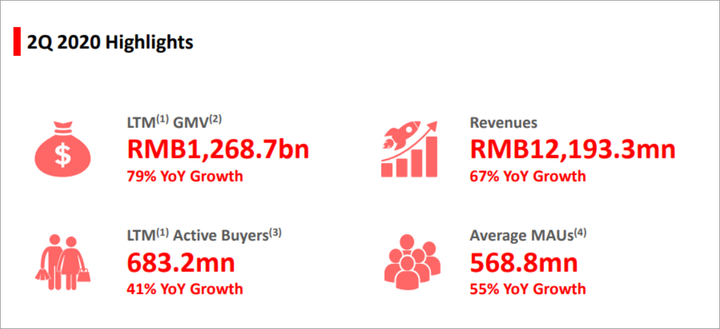 2Q 2020 Highlights
$
LTM(1) GMV(2)
RMB1,268.7bn
79% YoY Growth
Revenues
RMB12,193.3mn
67% YoY Growth
LTM(1) Active Buyers(3)
683.2mn
41% YoY Growth
Average MAUs(4)
568.8mn
55% YoY Growth